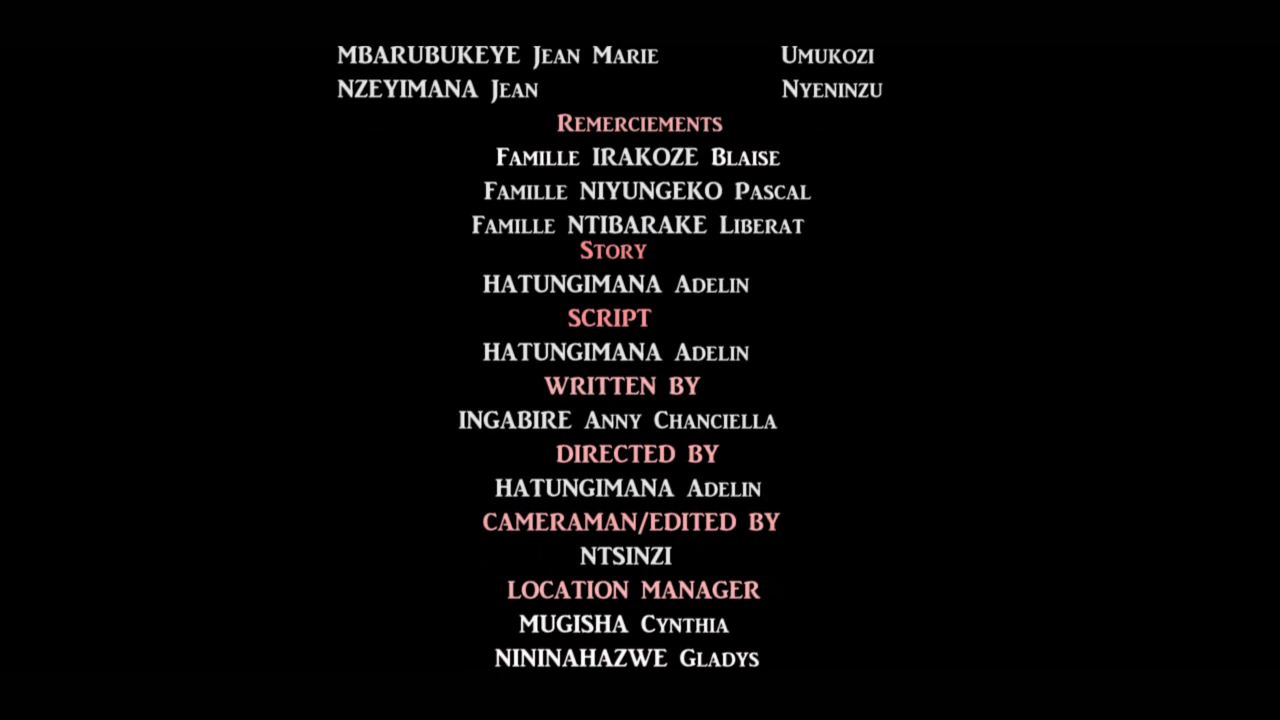 MBARUBUKEYE Jean Marie Umukozi
NZEYIMANA Jean Nyeninzu
Remerciements
Famille IRAKOZE Blaise
Famille NIYUNGEKO Pascal
Famille NTIBARAKE Liberat
Story
HATUNGIMANA Adelin
SCRIPT
HATUNGIMANA Adelin
WRITTEN BY
INGABIRE Anny Chanciella
DIRECTED BY
HATUNGIMANA Adelin
CAMERAMAN/EDITED BY
NTSINZI
LOCATION MANAGER
MUGISHA Cynthia
NININAHAZWE Gladys